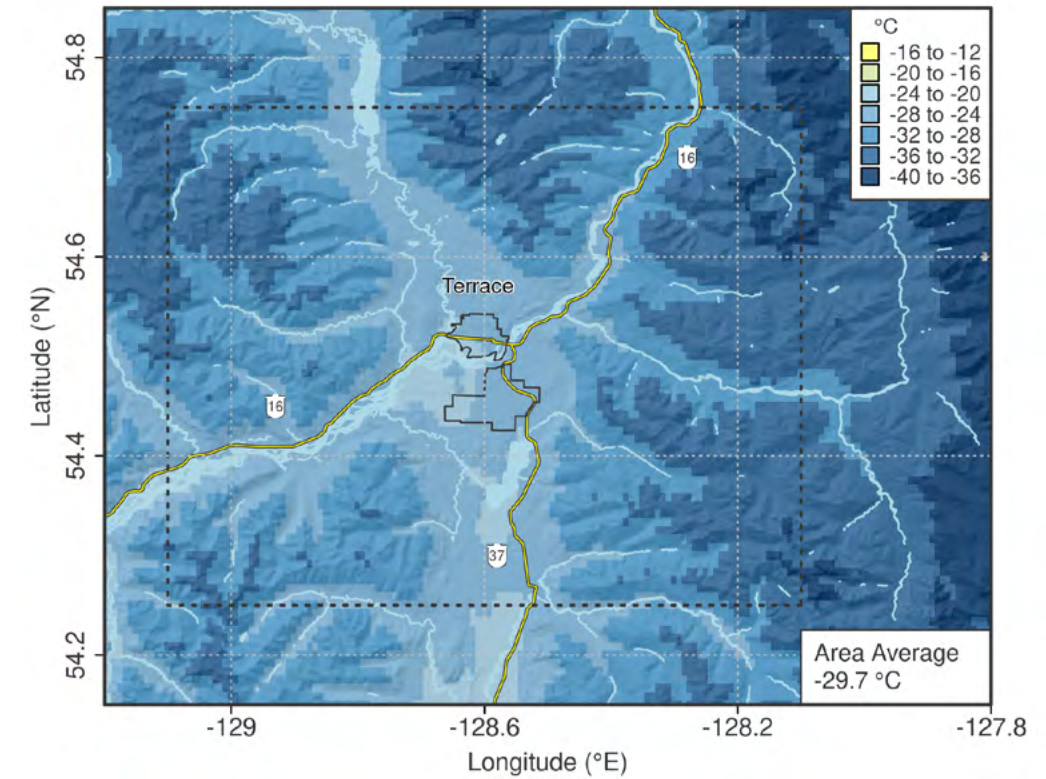 °C
-16 to -12
-20 to -16
-24 to -20
-28 to -24
-32 to -28
-36 to -32
-40 to -36
54.8
54.6
54.4
54.2
Latitude (°N)
16
Terrace
16
37
Area Average
-29.7 °C
-129
-128.6
-128.2
-127.8
Longitude (°E)